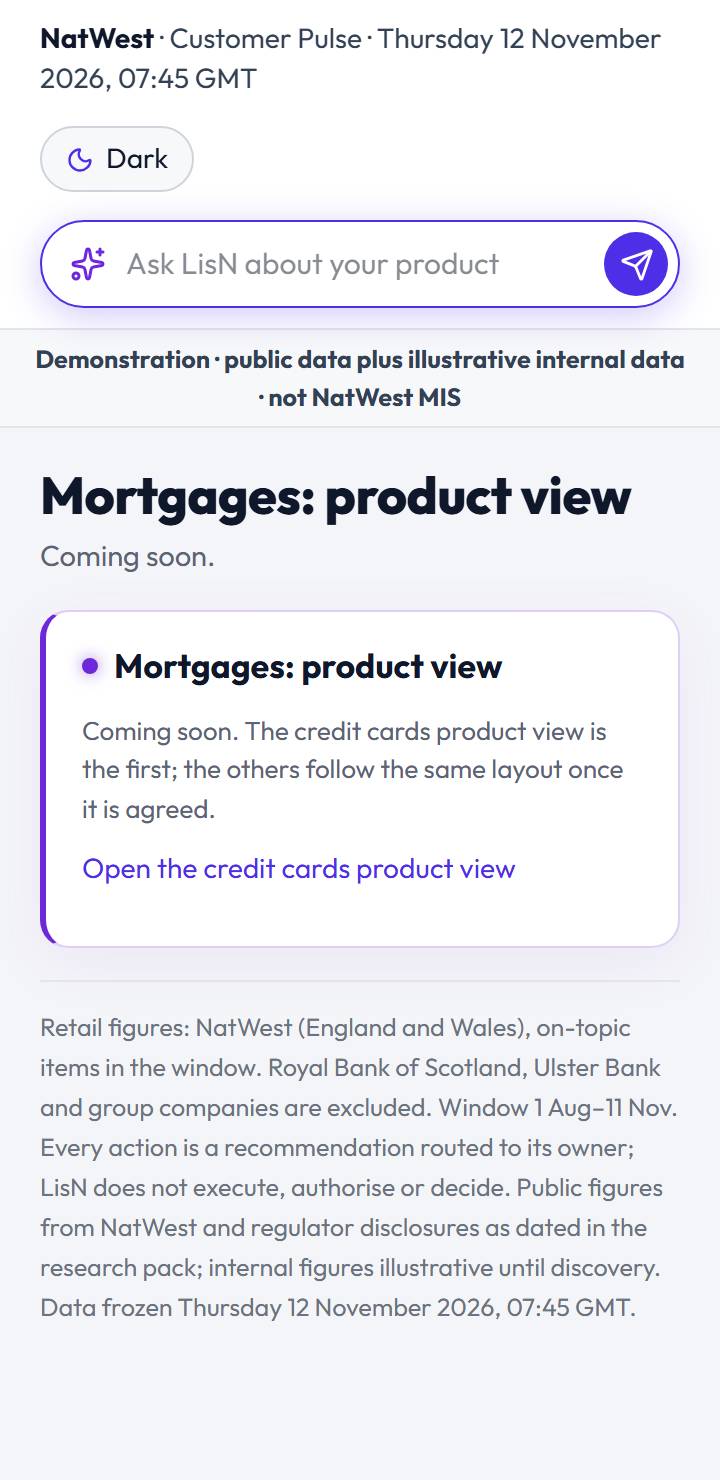 NatWest · Customer Pulse · Thursday 12 November
2026, 07:45 GMT
Dark
Ask LisN about your product
Demonstration · public data plus illustrative internal data
· not NatWest MIS
Mortgages: product view
Coming soon.
Mortgages: product view
Coming soon. The credit cards product view is
the first; the others follow the same layout once
it is agreed.
Open the credit cards product view
Retail figures: NatWest (England and Wales), on-topic
items in the window. Royal Bank of Scotland, Ulster Bank
and group companies are excluded. Window 1 Aug–11 Nov.
Every action is a recommendation routed to its owner;
LisN does not execute, authorise or decide. Public figures
from NatWest and regulator disclosures as dated in the
research pack; internal figures illustrative until discovery.
Data frozen Thursday 12 November 2026, 07:45 GMT.